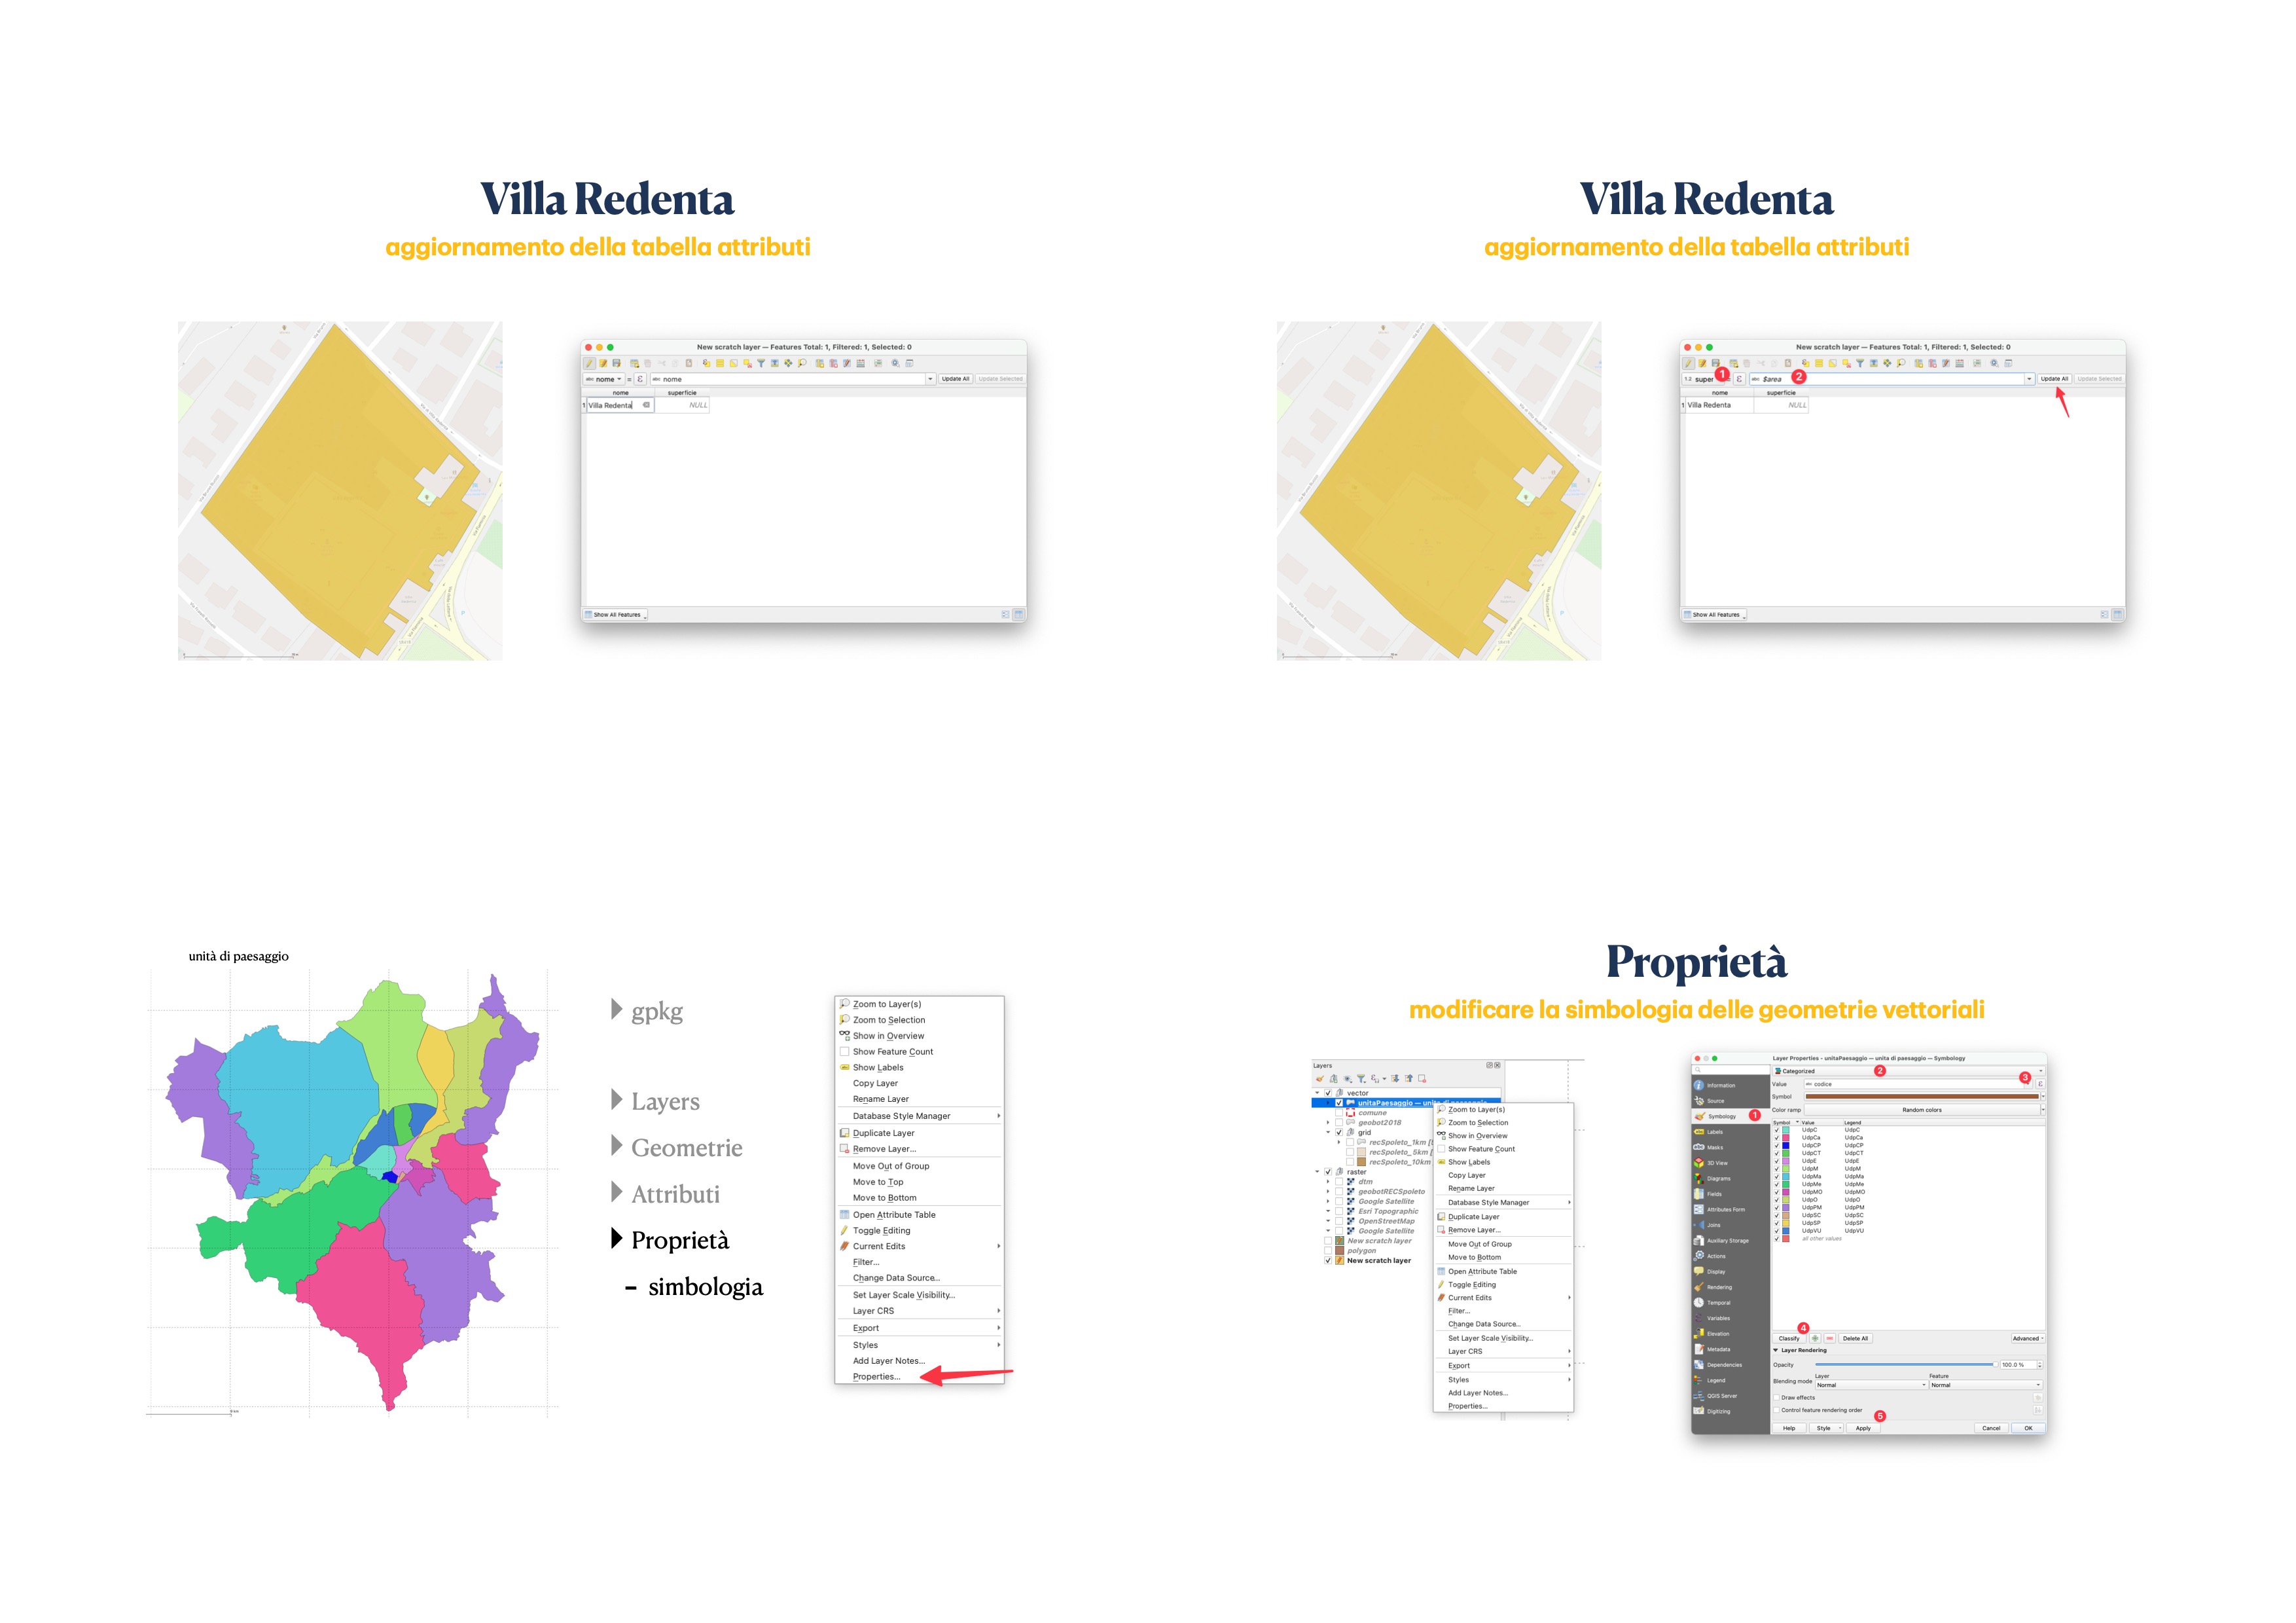 Villa Redenta
aggiornamento della tabella attributi
New scratch layer — Features Total: 1, Filtered: 1, Selected: 0
abc nome = ε abc nome Update All Update Selected
nome superficie
1 Villa Redenta NULL
Show All Features
Villa Redenta
aggiornamento della tabella attributi
New scratch layer — Features Total: 1, Filtered: 1, Selected: 0
1.2 super 1 ε abc $area 2 Update All Update Selected
nome superficie
1 Villa Redenta NULL
Show All Features
unità di paesaggio
gpkg
Layers
Geometrie
Attributi
Proprietà
– simbologia
Zoom to Layer(s)
Zoom to Selection
Show in Overview
Show Feature Count
Show Labels
Copy Layer
Rename Layer
Database Style Manager
Duplicate Layer
Remove Layer...
Move Out of Group
Move to Top
Move to Bottom
Open Attribute Table
Toggle Editing
Current Edits
Filter...
Change Data Source...
Set Layer Scale Visibility...
Layer CRS
Export
Styles
Add Layer Notes...
Properties...
Proprietà
modificare la simbologia delle geometrie vettoriali
Layers
vector
unitaPaesaggio — unita di paesaggio
comune
geobot2018
grid
recSpoleto_1km
recSpoleto_5km
recSpoleto_10km
raster
dtm
geobotRECSpoleto
Google Satellite
Esri Topographic
OpenStreetMap
Google Satellite
New scratch layer
polygon
New scratch layer
Zoom to Layer(s)
Zoom to Selection
Show in Overview
Show Feature Count
Show Labels
Copy Layer
Rename Layer
Database Style Manager
Duplicate Layer
Remove Layer...
Move Out of Group
Move to Bottom
Open Attribute Table
Toggle Editing
Current Edits
Filter...
Change Data Source...
Set Layer Scale Visibility...
Layer CRS
Export
Styles
Add Layer Notes...
Properties...
Layer Properties - unitaPaesaggio — unita di paesaggio — Symbology
Information
Source
Symbology 1
Labels
Masks
3D View
Diagrams
Fields
Attributes Form
Joins
Auxiliary Storage
Actions
Display
Rendering
Temporal
Variables
Elevation
Metadata
Dependencies
Legend
QGIS Server
Digitizing
Categorized 2
Value abc codice 3 ε
Symbol
Color ramp Random colors
Symbol Value Legend
UdpC UdpC
UdpCa UdpCa
UdpCP UdpCP
UdpCT UdpCT
UdpE UdpE
UdpM UdpM
UdpMa UdpMa
UdpMe UdpMe
UdpMO UdpMO
UdpO UdpO
UdpPM UdpPM
UdpSC UdpSC
UdpSP UdpSP
UdpVU UdpVU
all other values
4
Classify Delete All Advanced
Layer Rendering
Opacity 100.0 %
Layer Feature
Blending mode Normal Normal
Draw effects
Control feature rendering order
5
Help Style Apply Cancel OK